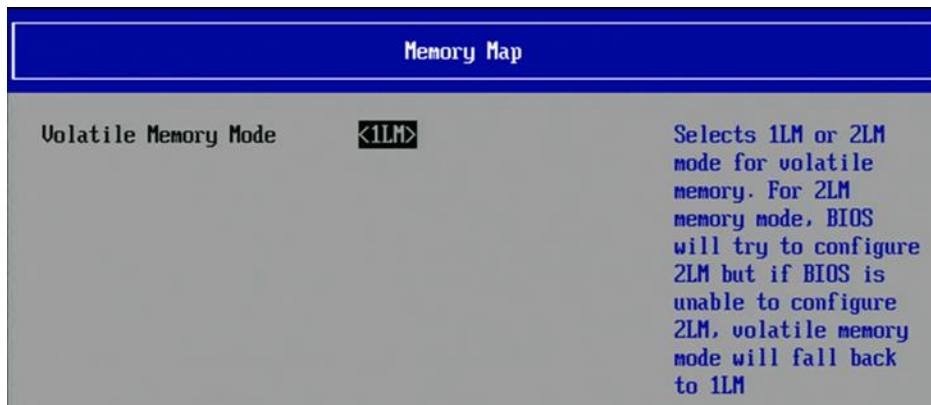 Memory Map
Volatile Memory Mode <1LM>
Selects 1LM or 2LM
mode for volatile
memory. For 2LM
memory mode, BIOS
will try to configure
2LM but if BIOS is
unable to configure
2LM, volatile memory
mode will fall back
to 1LM